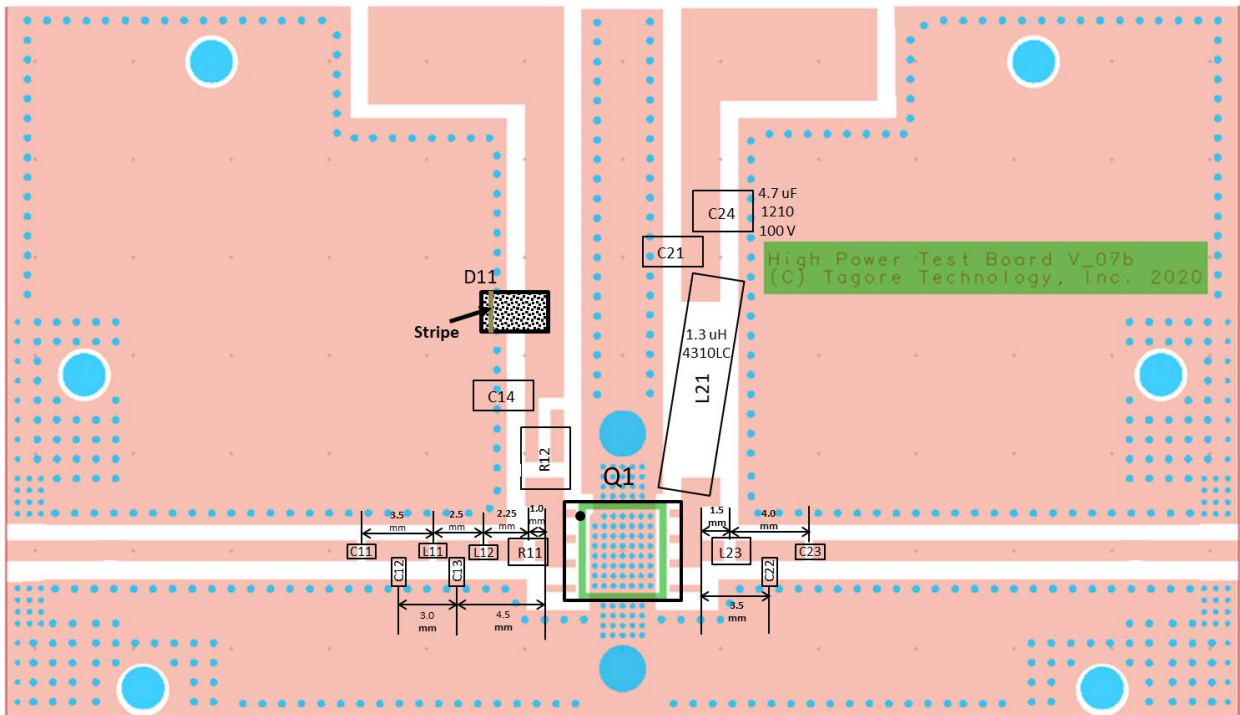 4.7 uF
1210
100 V
C24
C21
High Power Test Board V_07b
(C) Tagore Technology, Inc. 2020
D11
Stripe
1.3 uH
4310LC
L21
C14
R12
Q1
3.5
mm
2.5
mm
2.25
mm
1.0
mm
1.5
mm
4.0
mm
C11
L11
L12
R11
L23
C23
C12
C13
C22
3.0
mm
4.5
mm
3.5
mm